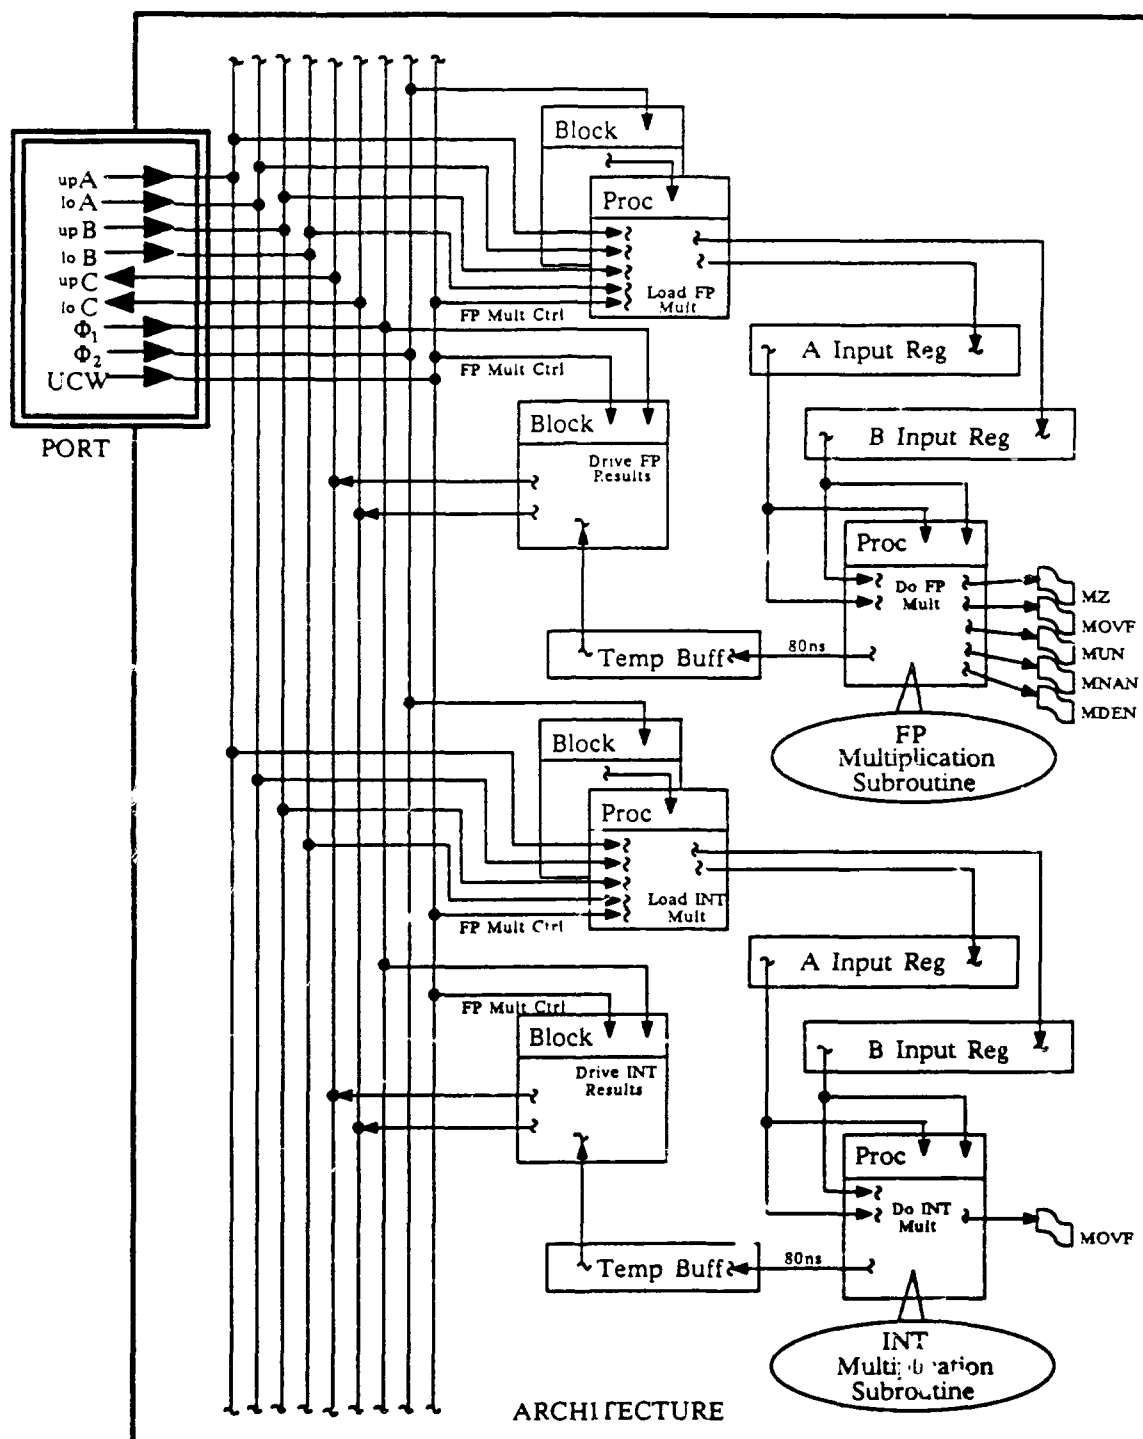 Block
upA
loA
upB
loB
upC
loC
Φ1
Φ2
UCW
PORT
Proc
Load FP
Mult
FP Mult Ctrl
FP Mult Ctrl
A Input Reg
B Input Reg
Block
Drive FP
Results
Proc
Do FP
Mult
MZ
MOVF
MUN
MNAN
MDEN
80ns
Temp Buff
FP
Multiplication
Subroutine
Block
Proc
Load INT
Mult
FP Mult Ctrl
A Input Reg
FP Mult Ctrl
Block
Drive INT
Results
B Input Reg
Proc
Do INT
Mult
MOVF
80ns
Temp Buff
INT
Multiplication
Subroutine
ARCHITECTURE